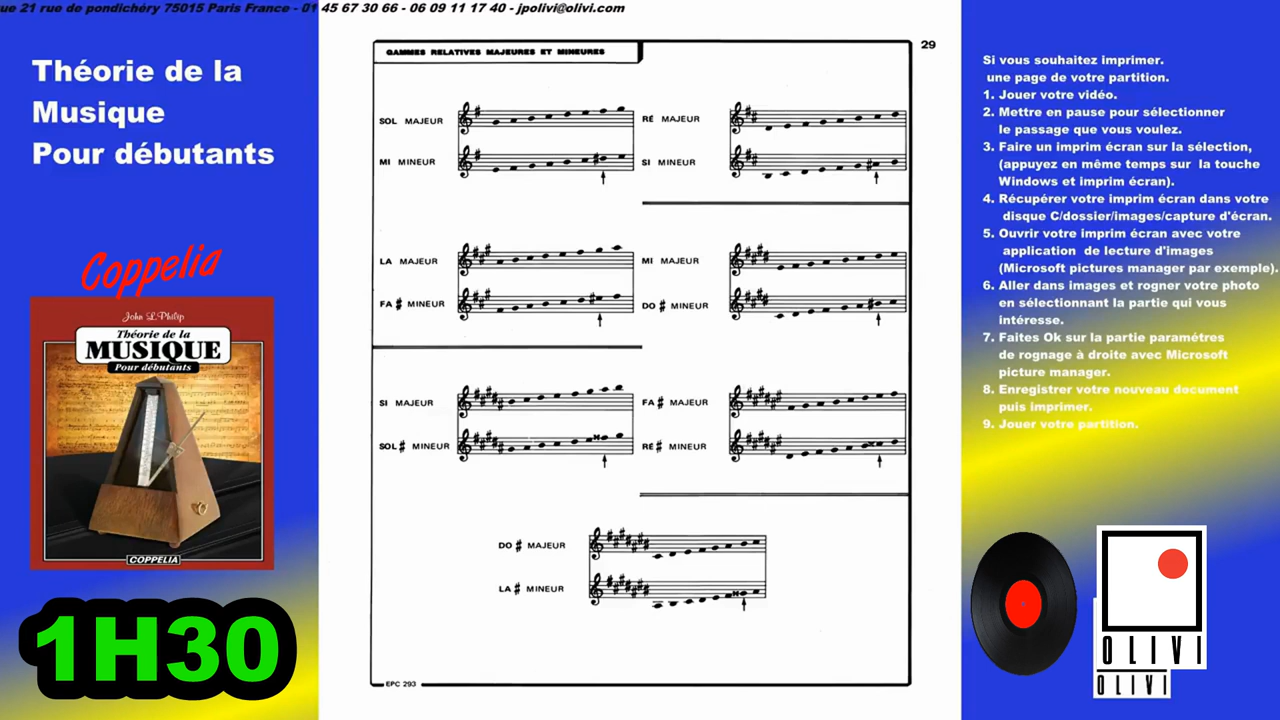 ue 21 rue de pondichéry 75015 Paris France - 01 45 67 30 66 - 06 09 11 17 40 - jpolivi@olivi.com
Théorie de la
Musique
Pour débutants
Coppelia
John L.Philip
Théorie de la
MUSIQUE
Pour débutants
COPPELIA
1H30
29
GAMMES RELATIVES MAJEURES ET MINEURES
SOL MAJEUR
MI MINEUR
RÉ MAJEUR
SI MINEUR
LA MAJEUR
FA# MINEUR
MI MAJEUR
DO# MINEUR
SI MAJEUR
SOL# MINEUR
FA# MAJEUR
RÉ# MINEUR
DO# MAJEUR
LA# MINEUR
EPC 293
Si vous souhaitez imprimer.
une page de votre partition.
1. Jouer votre vidéo.
2. Mettre en pause pour sélectionner
le passage que vous voulez.
3. Faire un imprim écran sur la sélection,
(appuyez en même temps sur la touche
Windows et imprim écran).
4. Récupérer votre imprim écran dans votre
disque C/dossier/images/capture d'écran.
5. Ouvrir votre imprim écran avec votre
application de lecture d'images
(Microsoft pictures manager par exemple).
6. Aller dans images et rogner votre photo
en sélectionnant la partie qui vous
intéresse.
7. Faites Ok sur la partie paramétres
de rognage à droite avec Microsoft
picture manager.
8. Enregistrer votre nouveau document
puis imprimer.
9. Jouer votre partition.
OLIVI
OLIVI